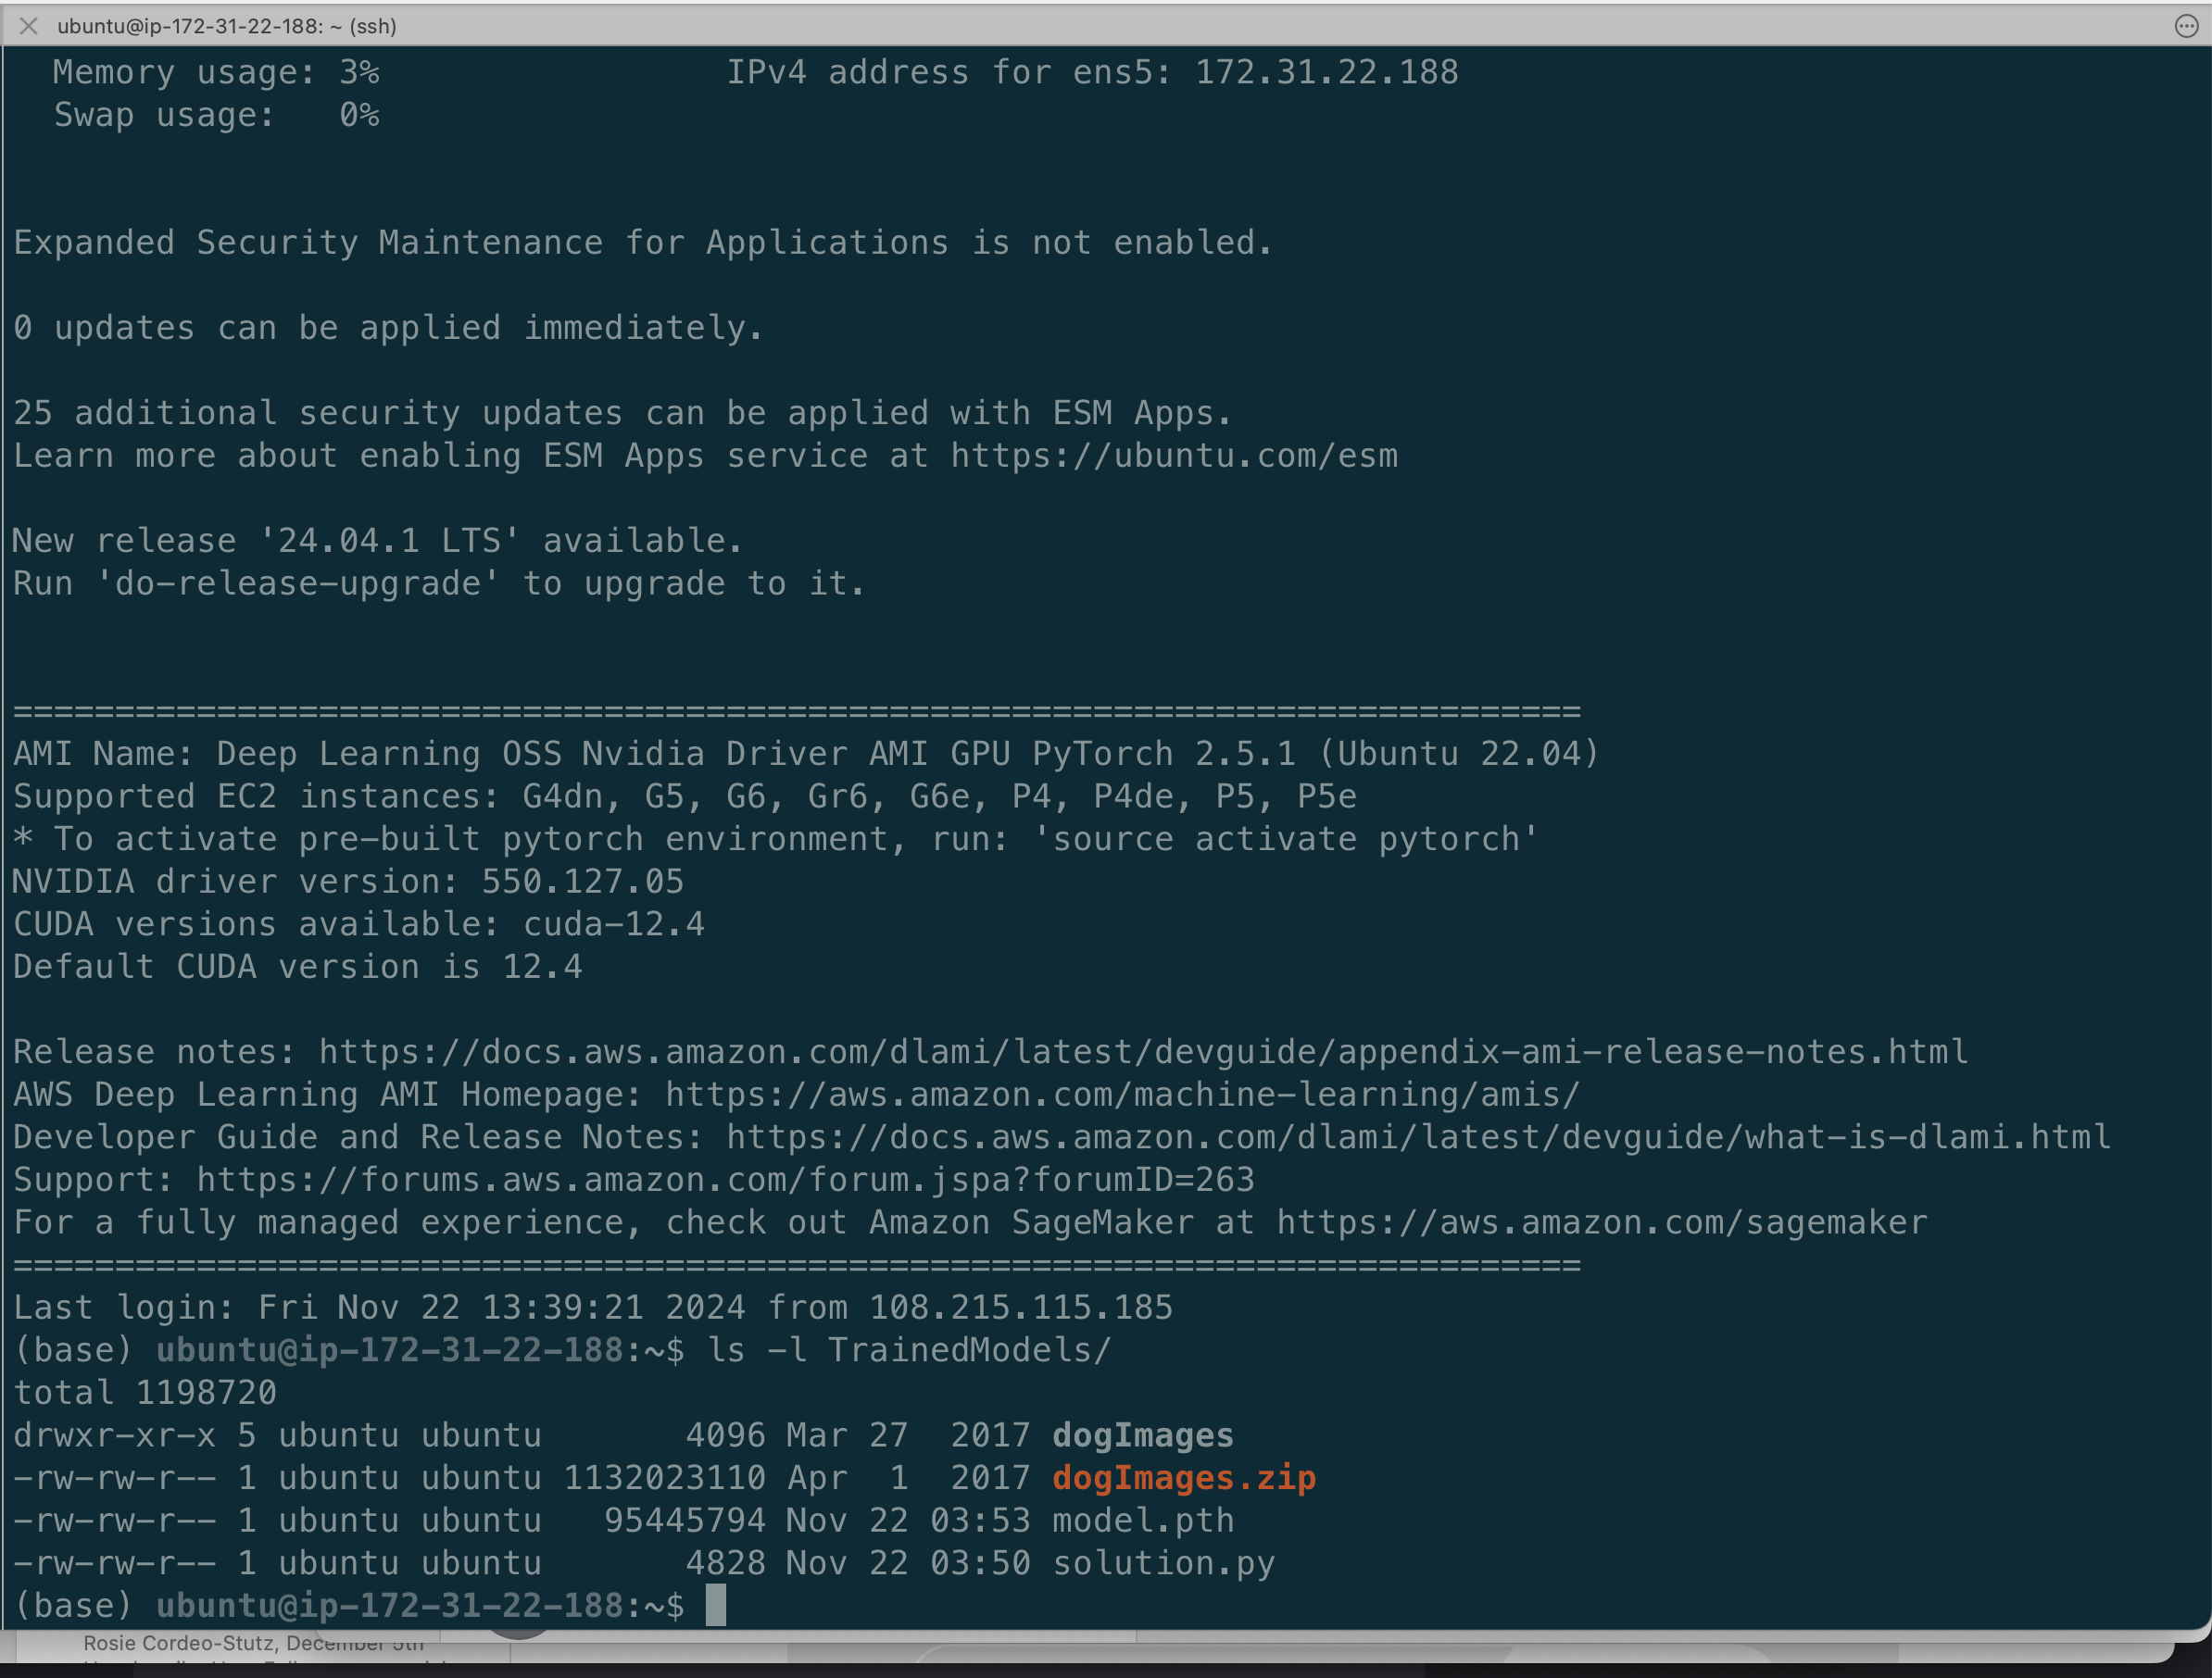 ubuntu@ip-172-31-22-188: ~ (ssh)
Memory usage: 3%                 IPv4 address for ens5: 172.31.22.188
Swap usage:   0%
Expanded Security Maintenance for Applications is not enabled.
0 updates can be applied immediately.
25 additional security updates can be applied with ESM Apps.
Learn more about enabling ESM Apps service at https://ubuntu.com/esm
New release '24.04.1 LTS' available.
Run 'do-release-upgrade' to upgrade to it.
=============================================================================
AMI Name: Deep Learning OSS Nvidia Driver AMI GPU PyTorch 2.5.1 (Ubuntu 22.04)
Supported EC2 instances: G4dn, G5, G6, Gr6, G6e, P4, P4de, P5, P5e
* To activate pre-built pytorch environment, run: 'source activate pytorch'
NVIDIA driver version: 550.127.05
CUDA versions available: cuda-12.4
Default CUDA version is 12.4
Release notes: https://docs.aws.amazon.com/dlami/latest/devguide/appendix-ami-release-notes.html
AWS Deep Learning AMI Homepage: https://aws.amazon.com/machine-learning/amis/
Developer Guide and Release Notes: https://docs.aws.amazon.com/dlami/latest/devguide/what-is-dlami.html
Support: https://forums.aws.amazon.com/forum.jspa?forumID=263
For a fully managed experience, check out Amazon SageMaker at https://aws.amazon.com/sagemaker
=============================================================================
Last login: Fri Nov 22 13:39:21 2024 from 108.215.115.185
(base) ubuntu@ip-172-31-22-188:~$ ls -l TrainedModels/
total 1198720
drwxr-xr-x 5 ubuntu ubuntu       4096 Mar 27  2017 dogImages
-rw-rw-r-- 1 ubuntu ubuntu 1132023110 Apr  1  2017 dogImages.zip
-rw-rw-r-- 1 ubuntu ubuntu   95445794 Nov 22 03:53 model.pth
-rw-rw-r-- 1 ubuntu ubuntu       4828 Nov 22 03:50 solution.py
(base) ubuntu@ip-172-31-22-188:~$
Rosie Cordeo-Stutz, December 5th